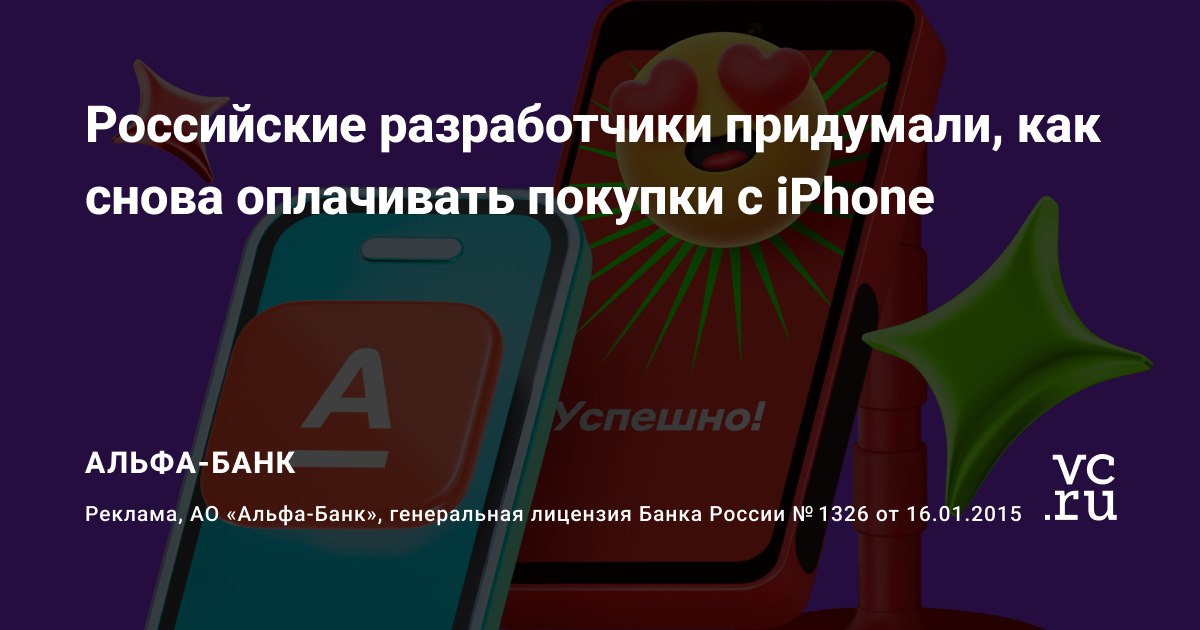 Российские разработчики придумали, как
снова оплачивать покупки с iPhone
А
Успешно!
АЛЬФА-БАНК
Реклама, АО «Альфа-Банк», генеральная лицензия Банка России № 1326 от 16.01.2015
vc
.ru